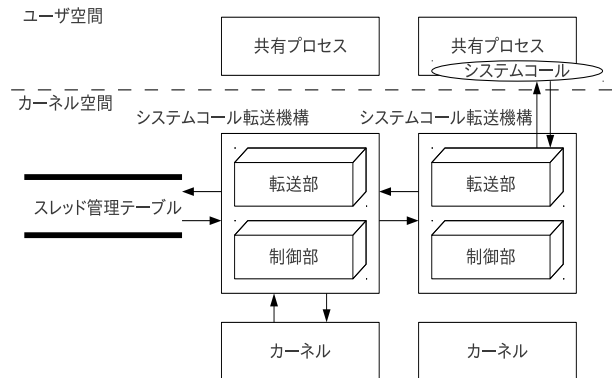 ユーザ空間
共有プロセス
共有プロセス
システムコール
カーネル空間
システムコール転送機構
システムコール転送機構
転送部
転送部
スレッド管理テーブル
制御部
制御部
カーネル
カーネル